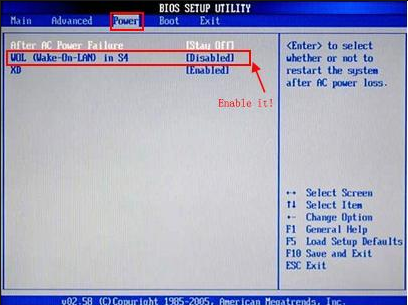 BIOS SETUP UTILITY
Main Advanced Power Boot Exit
After AC Power Failure [Stay Off]
WOL (Wake-On-LAN) in S4 [Disabled]
XD [Enabled]
Enable it!
<Enter> to select
whether or not to
restart the system
after AC power loss.
↔ Select Screen
↑↓ Select Item
+- Change Option
F1 General Help
F5 Load Setup Defaults
F10 Save and Exit
ESC Exit
v02.58 (C)Copyright 1985-2005, American Megatrends, Inc.